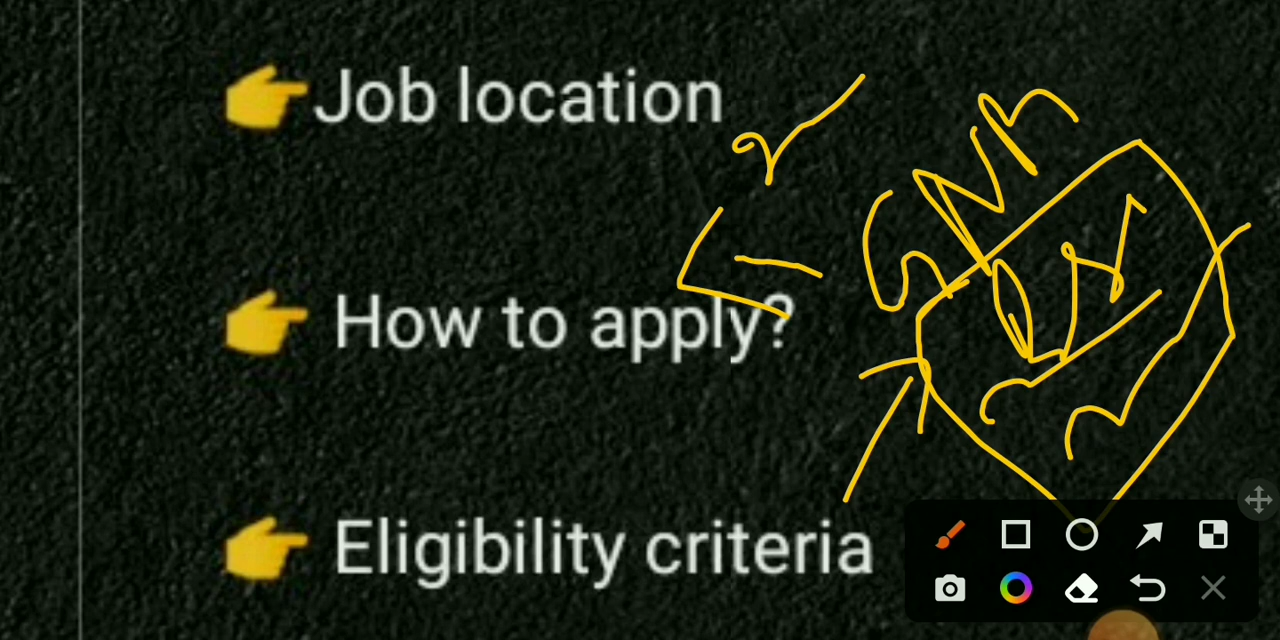 👉Job location
👉 How to apply?
👉 Eligibility criteria